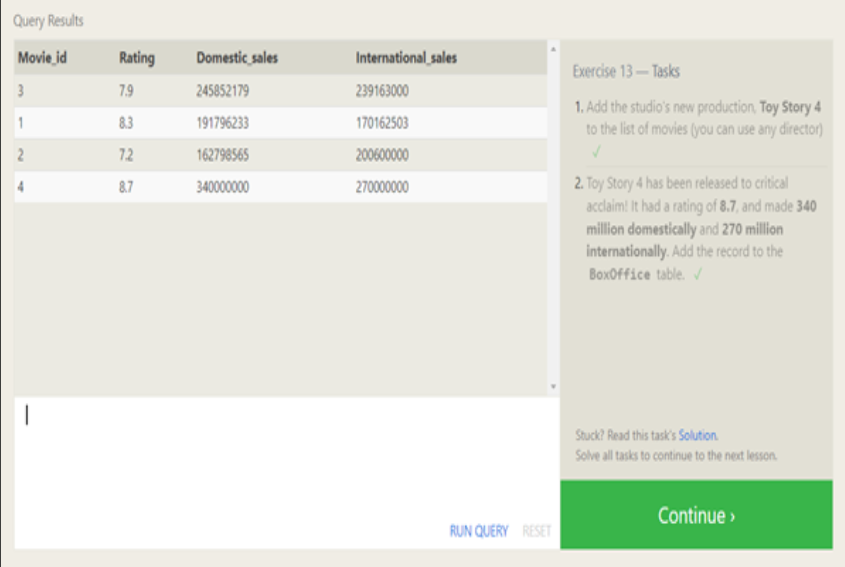 Query Results
Movie_id Rating Domestic_sales International_sales
3 7.9 245852179 239163000
1 8.3 191796233 170162503
2 7.2 162798565 200600000
4 8.7 340000000 270000000
Exercise 13 — Tasks
1. Add the studio's new production, Toy Story 4
to the list of movies (you can use any director)
✓
2. Toy Story 4 has been released to critical
acclaim! It had a rating of 8.7, and made 340
million domestically and 270 million
internationally. Add the record to the
BoxOffice table. ✓
Stuck? Read this task's Solution.
Solve all tasks to continue to the next lesson.
RUN QUERY RESET
Continue ›